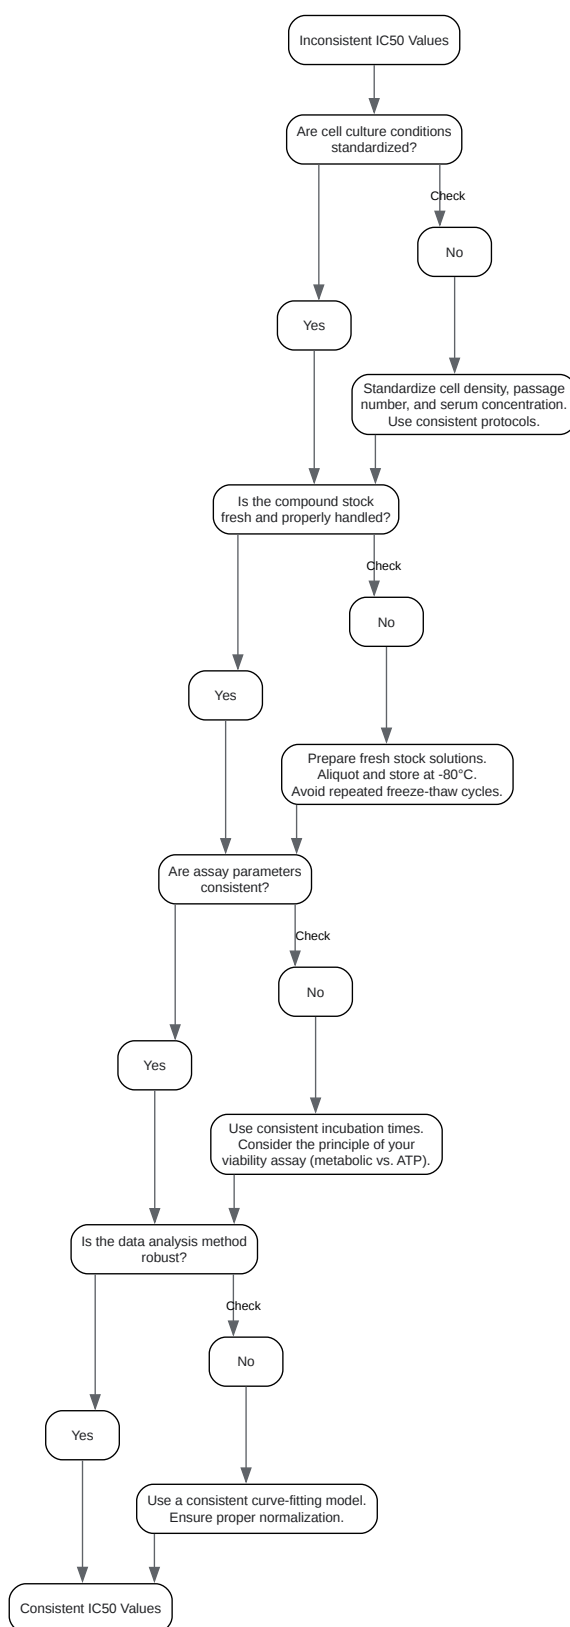 Inconsistent IC50 Values
Are cell culture conditions
standardized?
Check
No
Yes
Standardize cell density, passage
number, and serum concentration.
Use consistent protocols.
Is the compound stock
fresh and properly handled?
Check
No
Yes
Prepare fresh stock solutions.
Aliquot and store at -80°C.
Avoid repeated freeze-thaw cycles.
Are assay parameters
consistent?
Check
No
Yes
Use consistent incubation times.
Consider the principle of your
viability assay (metabolic vs. ATP).
Is the data analysis method
robust?
Check
No
Yes
Use a consistent curve-fitting model.
Ensure proper normalization.
Consistent IC50 Values